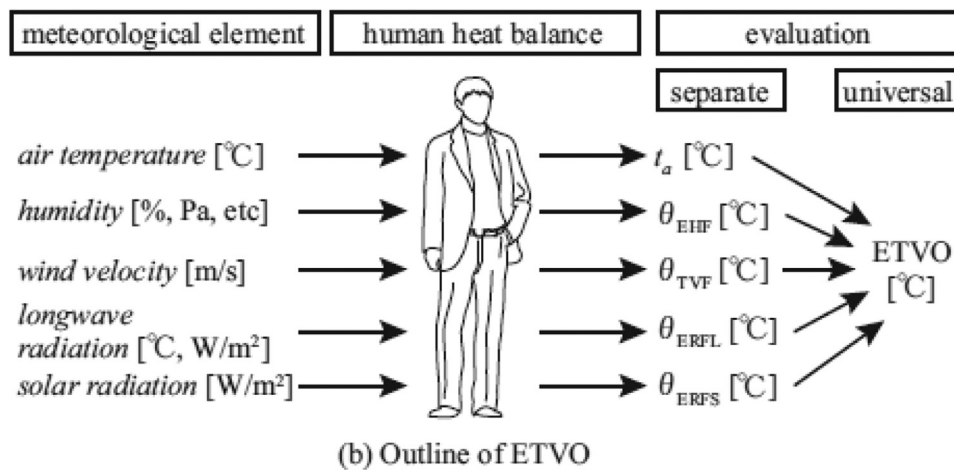 meteorological element human heat balance evaluation
separate universal
air temperature [℃] tₐ [℃]
humidity [%, Pa, etc] θ_EHF [℃]
wind velocity [m/s] θ_TVF [℃] ETVO
[℃]
longwave
radiation [℃, W/m²] θ_ERFL [℃]
solar radiation [W/m²] θ_ERFS [℃]
(b) Outline of ETVO